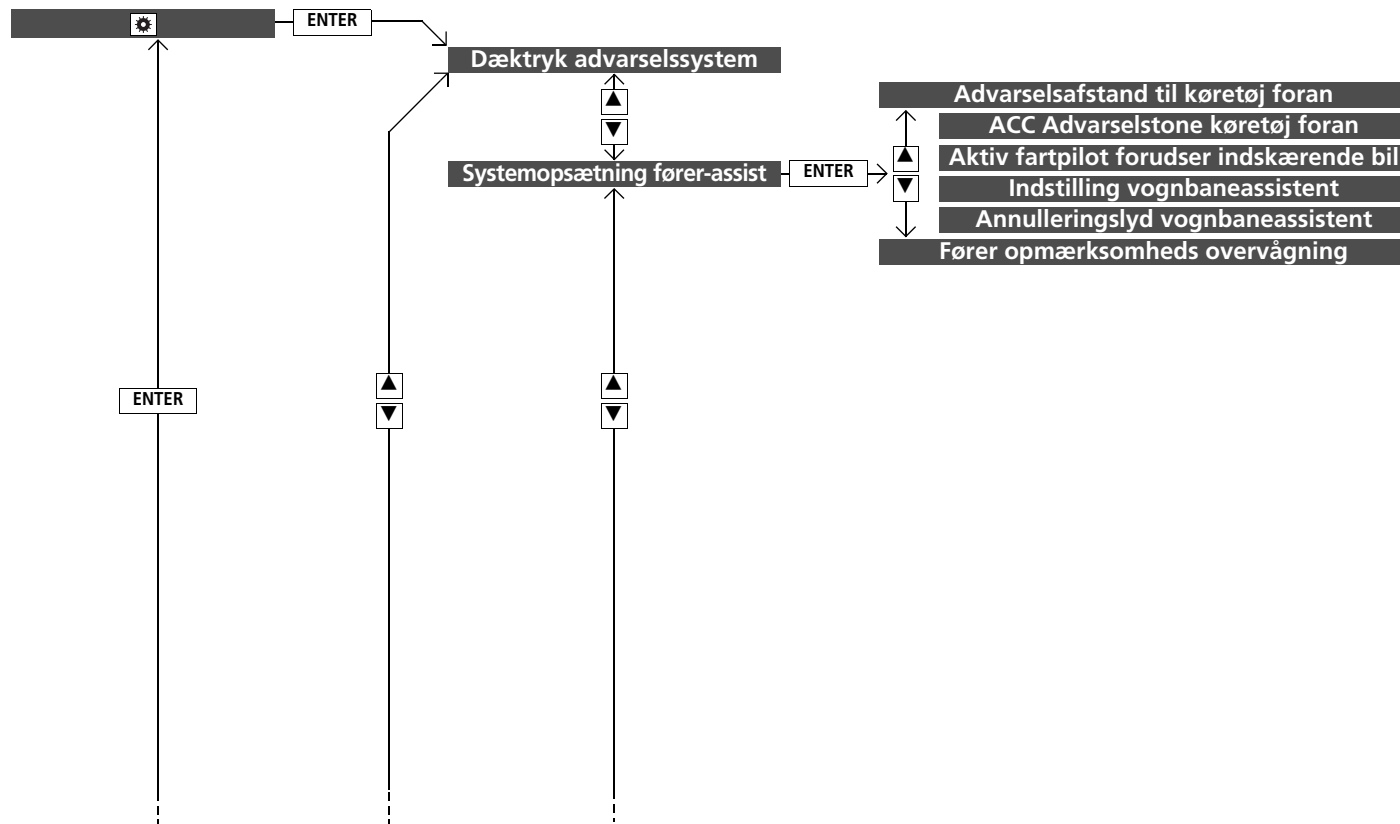 ENTER
Dæktryk advarselssystem
Advarselsafstand til køretøj foran
ACC Advarselstone køretøj foran
Aktiv fartpilot forudser indskærende bil
Systemopsætning fører-assist
ENTER
Indstilling vognbaneassistent
Annulleringslyd vognbaneassistent
Fører opmærksomheds overvågning
ENTER